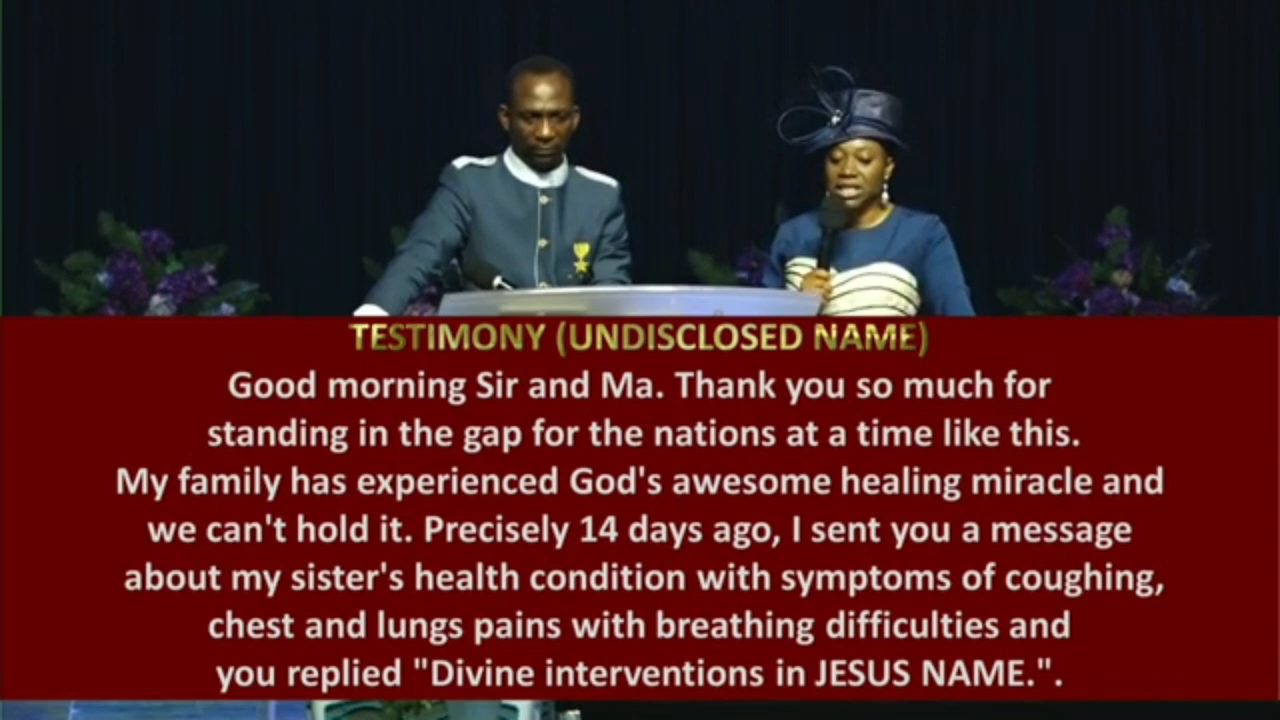 TESTIMONY (UNDISCLOSED NAME)
Good morning Sir and Ma. Thank you so much for
standing in the gap for the nations at a time like this.
My family has experienced God's awesome healing miracle and
we can't hold it. Precisely 14 days ago, I sent you a message
about my sister's health condition with symptoms of coughing,
chest and lungs pains with breathing difficulties and
you replied "Divine interventions in JESUS NAME.".